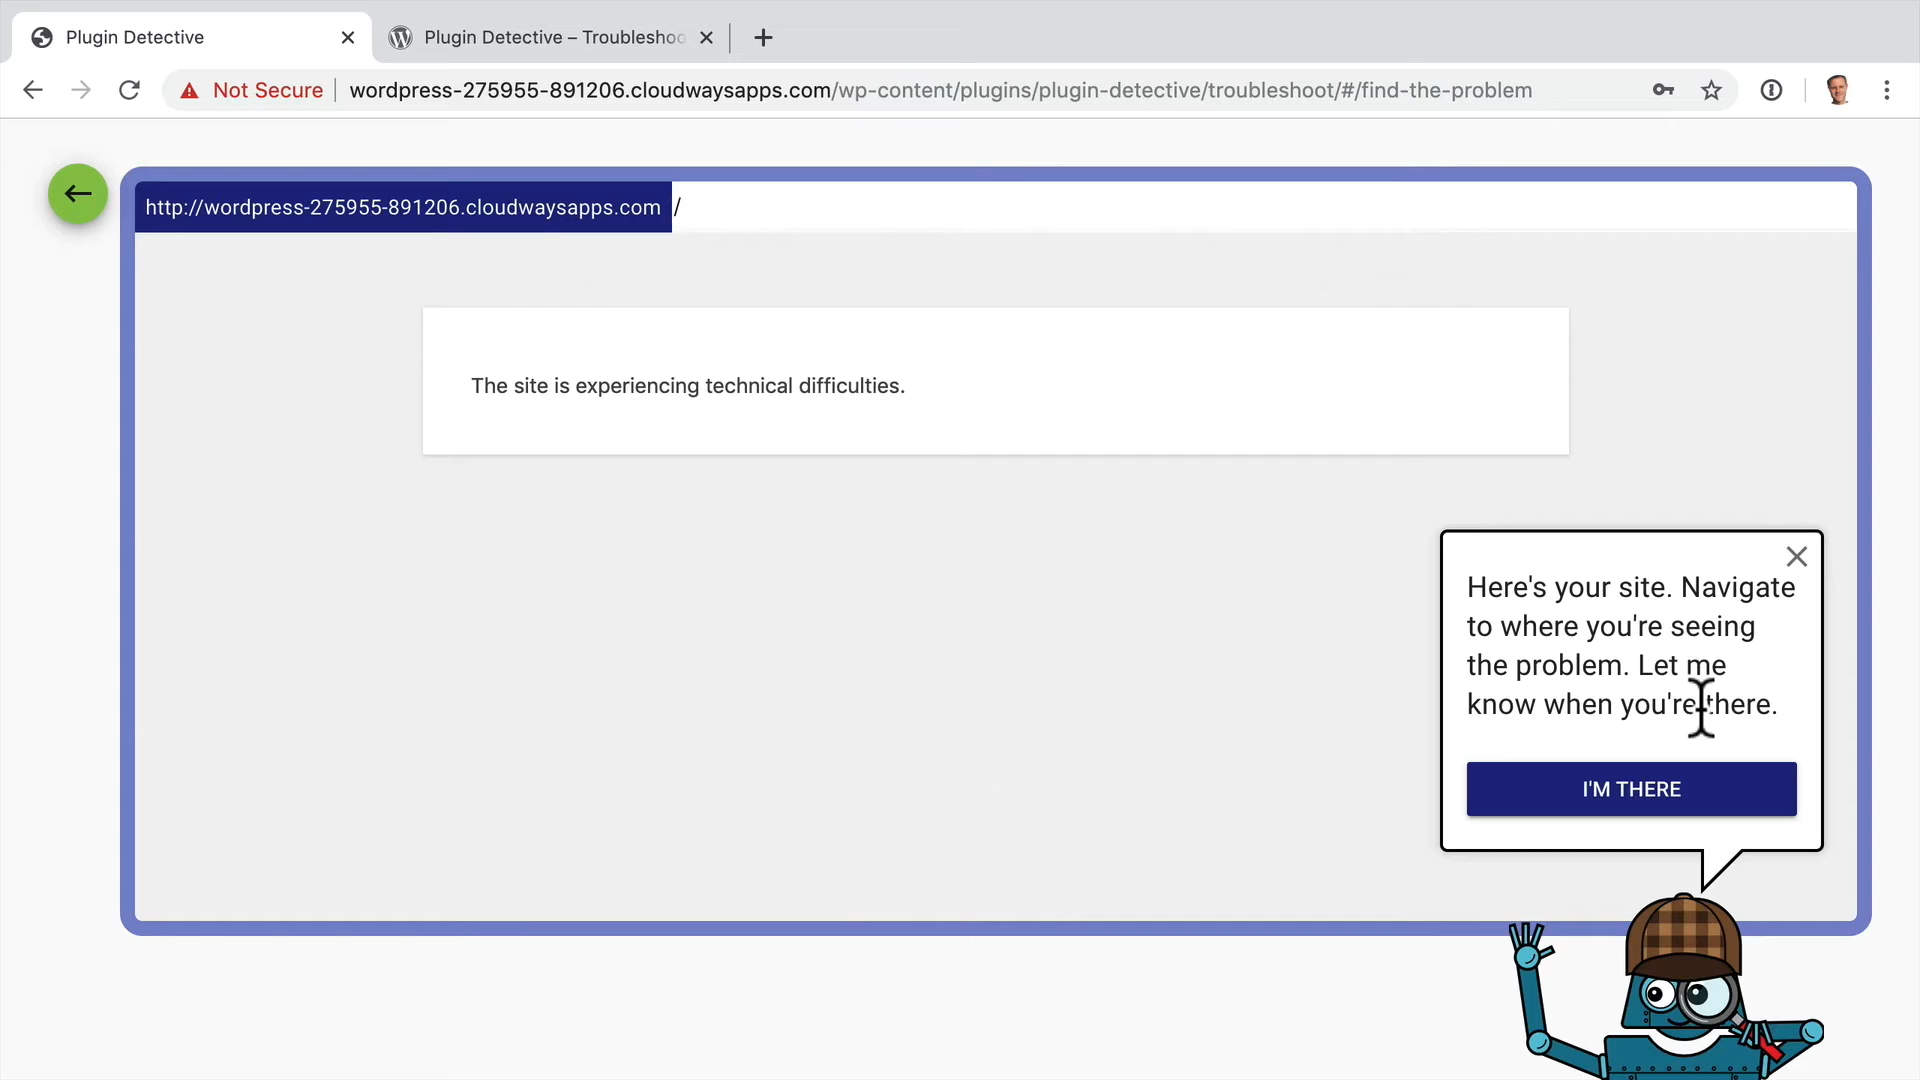 Plugin Detective
Plugin Detective – Troubleshoo
Not Secure
wordpress-275955-891206.cloudwaysapps.com/wp-content/plugins/plugin-detective/troubleshoot/#/find-the-problem
http://wordpress-275955-891206.cloudwaysapps.com /
The site is experiencing technical difficulties.
Here's your site. Navigate
to where you're seeing
the problem. Let me
know when you're there.
I'M THERE